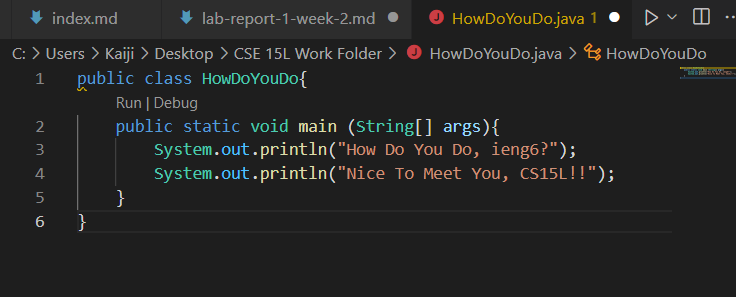 index.md lab-report-1-week-2.md HowDoYouDo.java 1
C: > Users > Kaiji > Desktop > CSE 15L Work Folder > J HowDoYouDo.java > HowDoYouDo
1 public class HowDoYouDo{
Run | Debug
2 public static void main (String[] args){
3 System.out.println("How Do You Do, ieng6?");
4 System.out.println("Nice To Meet You, CS15L!!");
5 }
6 }